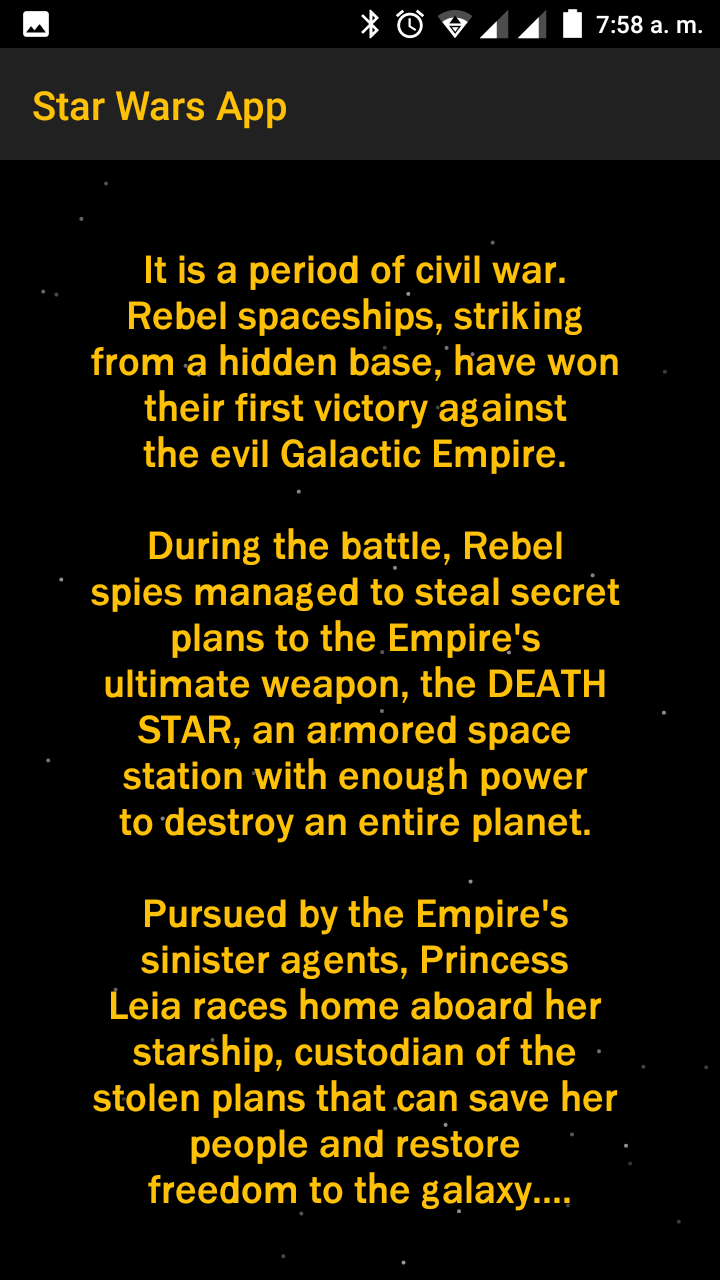 7:58 a. m.
Star Wars App
It is a period of civil war.
Rebel spaceships, striking
from a hidden base, have won
their first victory against
the evil Galactic Empire.
During the battle, Rebel
spies managed to steal secret
plans to the Empire's
ultimate weapon, the DEATH
STAR, an armored space
station with enough power
to destroy an entire planet.
Pursued by the Empire's
sinister agents, Princess
Leia races home aboard her
starship, custodian of the
stolen plans that can save her
people and restore
freedom to the galaxy....